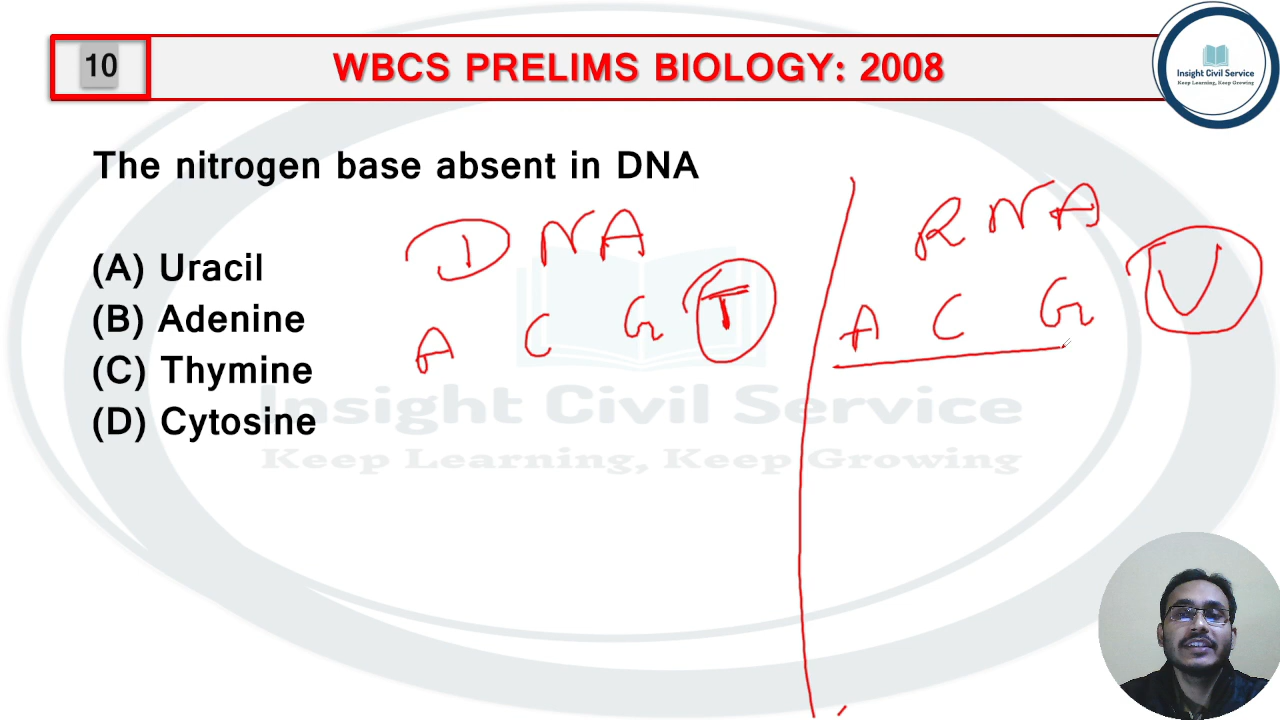 10
WBCS PRELIMS BIOLOGY: 2008
Insight Civil Service
Keep Learning, Keep Growing
The nitrogen base absent in DNA
(A) Uracil
(B) Adenine
(C) Thymine
(D) Cytosine
DNA
A C G T
RNA
A C G U
Insight Civil Service
Keep Learning, Keep Growing